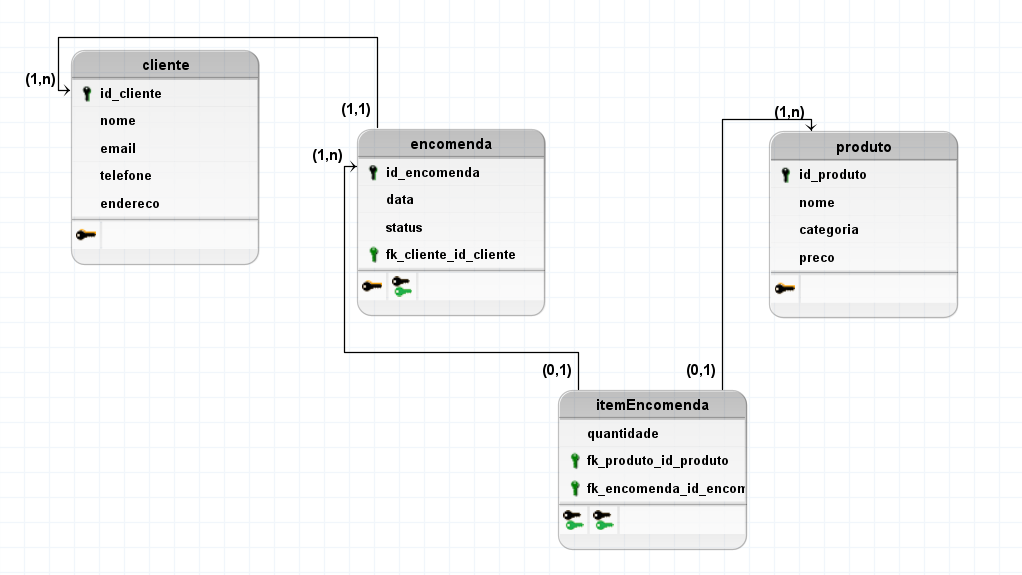 cliente
(1,n)
id_cliente
nome
email
telefone
endereco
(1,1)
encomenda
(1,n)
id_encomenda
data
status
fk_cliente_id_cliente
(1,n)
produto
id_produto
nome
categoria
preco
(0,1)
(0,1)
itemEncomenda
quantidade
fk_produto_id_produto
fk_encomenda_id_encom